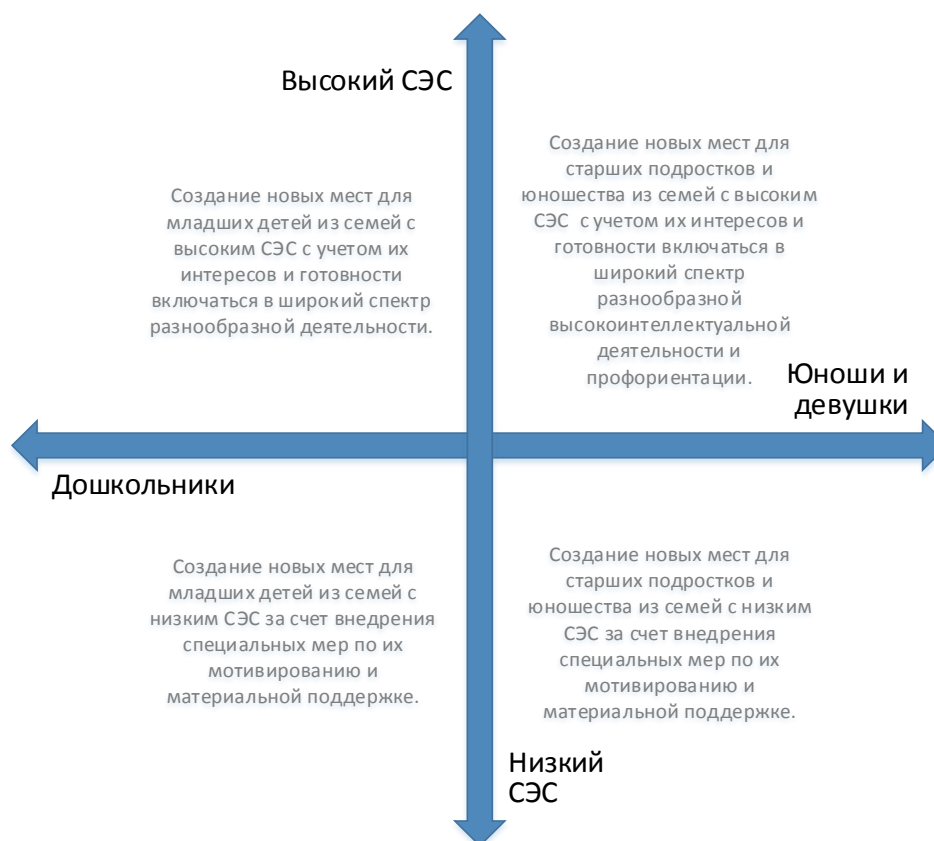 Высокий СЭС
Создание новых мест для
младших детей из семей с
высоким СЭС с учетом их
интересов и готовности
включаться в широкий спектр
разнообразной деятельности.
Создание новых мест для
старших подростков и
юношества из семей с высоким
СЭС с учетом их интересов и
готовности включаться в
широкий спектр
разнообразной
высокоинтеллектуальной
деятельности и
профориентации.
Юноши и
девушки
Дошкольники
Создание новых мест для
младших детей из семей с
низким СЭС за счет внедрения
специальных мер по их
мотивированию и
материальной поддержке.
Создание новых мест для
старших подростков и
юношества из семей с низким
СЭС за счет внедрения
специальных мер по их
мотивированию и
материальной поддержке.
Низкий
СЭС